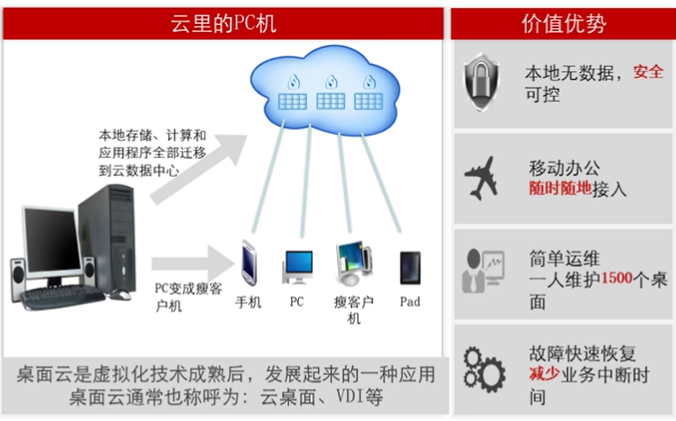 云里的PC机
本地存储、计算和
应用程序全部迁移
到云数据中心
PC变成瘦客
户机
手机
PC
瘦客户
机
Pad
桌面云是虚拟化技术成熟后，发展起来的一种应用
桌面云通常也称呼为：云桌面、VDI等
价值优势
本地无数据，安全
可控
移动办公
随时随地接入
简单运维
一人维护1500个桌
面
故障快速恢复
减少业务中断时
间